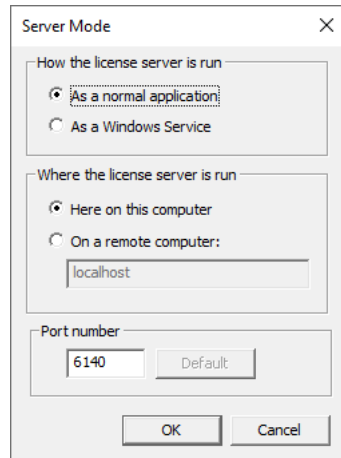 Server Mode
How the license server is run
As a normal application
As a Windows Service
Where the license server is run
Here on this computer
On a remote computer:
localhost
Port number
6140 Default
OK Cancel